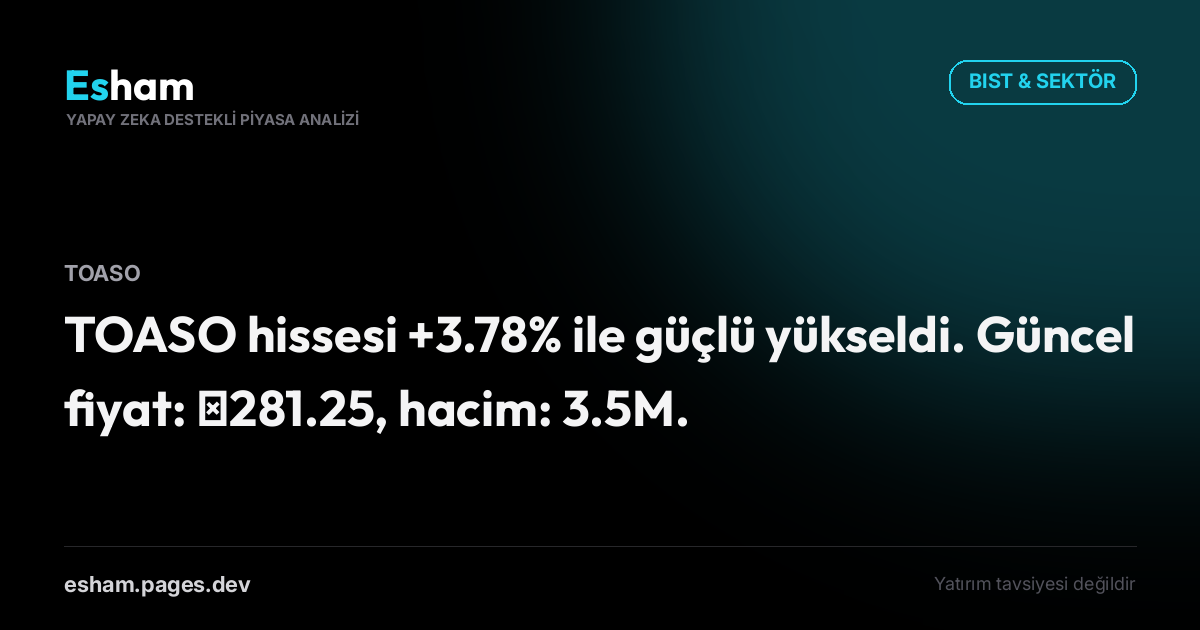 Esham
BIST & SEKTÖR
YAPAY ZEKA DESTEKLİ PİYASA ANALİZİ
TOASO
TOASO hissesi +3.78% ile güçlü yükseldi. Güncel
fiyat: 281.25, hacim: 3.5M.
esham.pages.dev
Yatırım tavsiyesi değildir